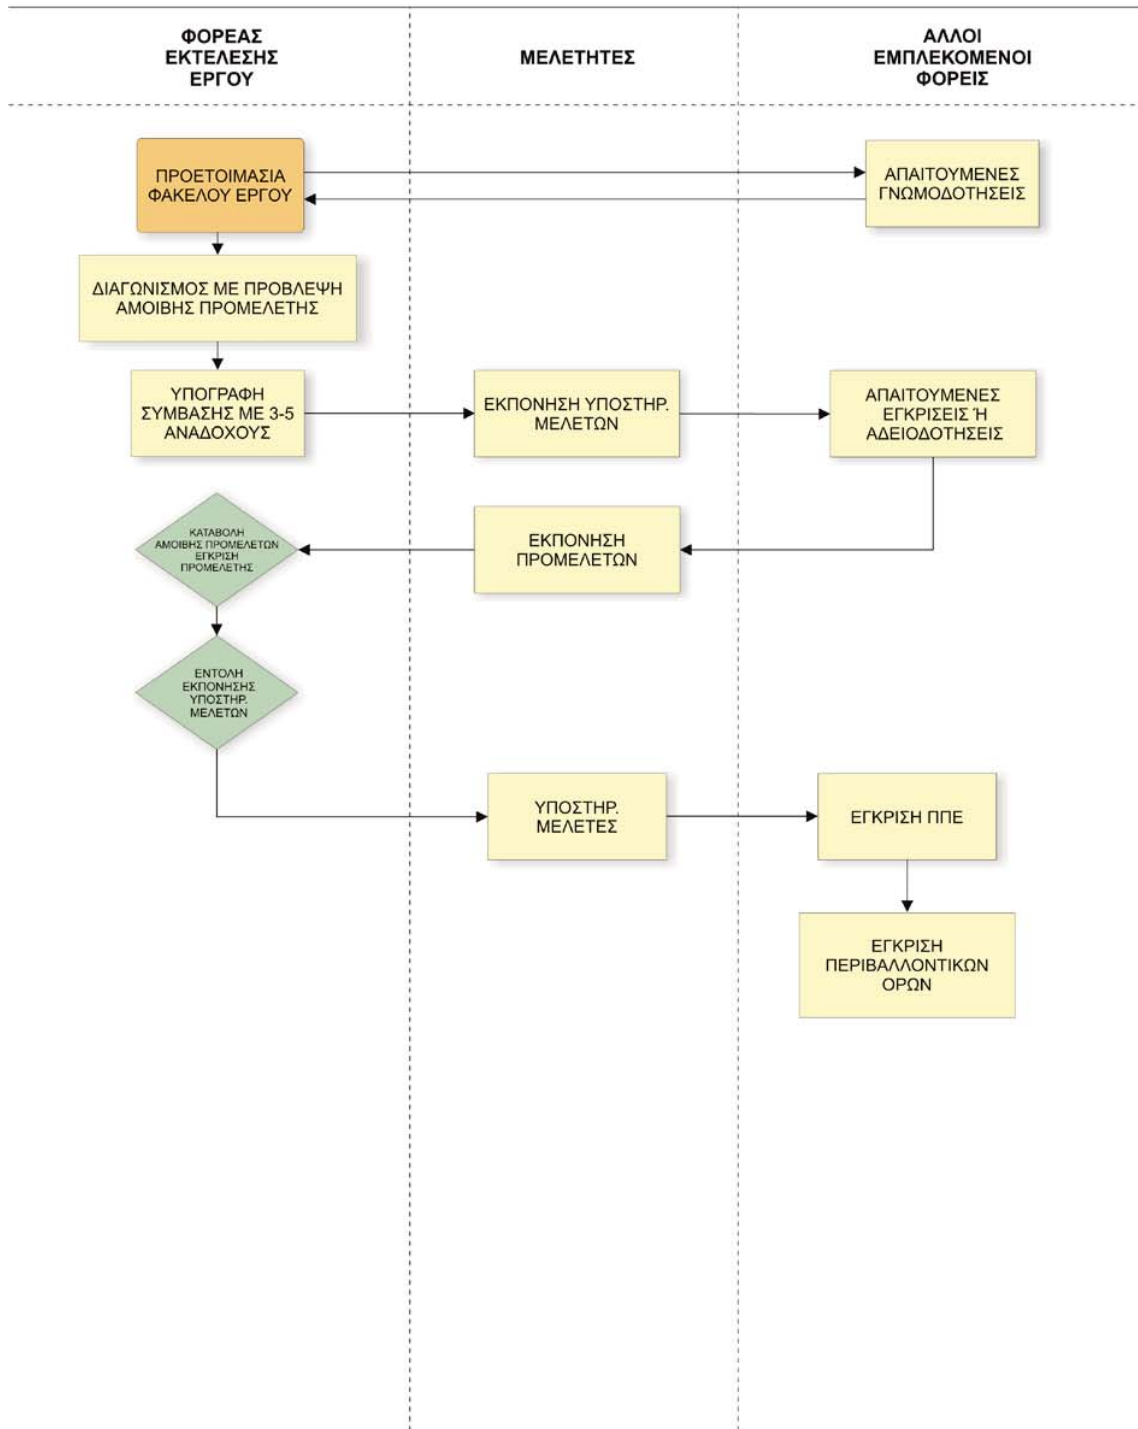 ΦΟΡΕΑΣ
ΕΚΤΕΛΕΣΗΣ
ΕΡΓΟΥ
ΜΕΛΕΤΗΤΕΣ
ΑΛΛΟΙ
ΕΜΠΛΕΚΟΜΕΝΟΙ
ΦΟΡΕΙΣ
ΠΡΟΕΤΟΙΜΑΣΙΑ
ΦΑΚΕΛΟΥ ΕΡΓΟΥ
ΑΠΑΙΤΟΥΜΕΝΕΣ
ΓΝΩΜΟΔΟΤΗΣΕΙΣ
ΔΙΑΓΩΝΙΣΜΟΣ ΜΕ ΠΡΟΒΛΕΨΗ
ΑΜΟΙΒΗΣ ΠΡΟΜΕΛΕΤΗΣ
ΥΠΟΓΡΑΦΗ
ΣΥΜΒΑΣΗΣ ΜΕ 3-5
ΑΝΑΔΟΧΟΥΣ
ΕΚΠΟΝΗΣΗ ΥΠΟΣΤΗΡ.
ΜΕΛΕΤΩΝ
ΑΠΑΙΤΟΥΜΕΝΕΣ
ΕΓΚΡΙΣΕΙΣ Ή
ΑΔΕΙΟΔΟΤΗΣΕΙΣ
ΚΑΤΑΒΟΛΗ
ΑΜΟΙΒΗΣ ΠΡΟΜΕΛΕΤΩΝ
ΕΓΚΡΙΣΗ
ΠΡΟΜΕΛΕΤΗΣ
ΕΚΠΟΝΗΣΗ
ΠΡΟΜΕΛΕΤΩΝ
ΕΝΤΟΛΗ
ΕΚΠΟΝΗΣΗΣ
ΥΠΟΣΤΗΡ.
ΜΕΛΕΤΩΝ
ΥΠΟΣΤΗΡ.
ΜΕΛΕΤΕΣ
ΕΓΚΡΙΣΗ ΠΠΕ
ΕΓΚΡΙΣΗ
ΠΕΡΙΒΑΛΛΟΝΤΙΚΩΝ
ΟΡΩΝ